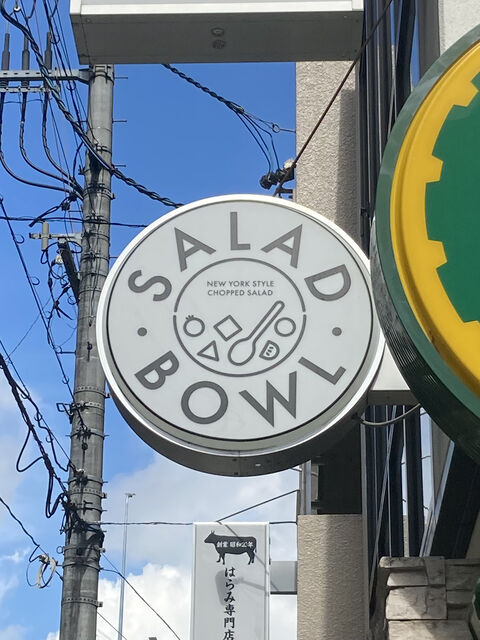 SALAD
NEW YORK STYLE
CHOPPED SALAD
BOWL
はらみ専門店